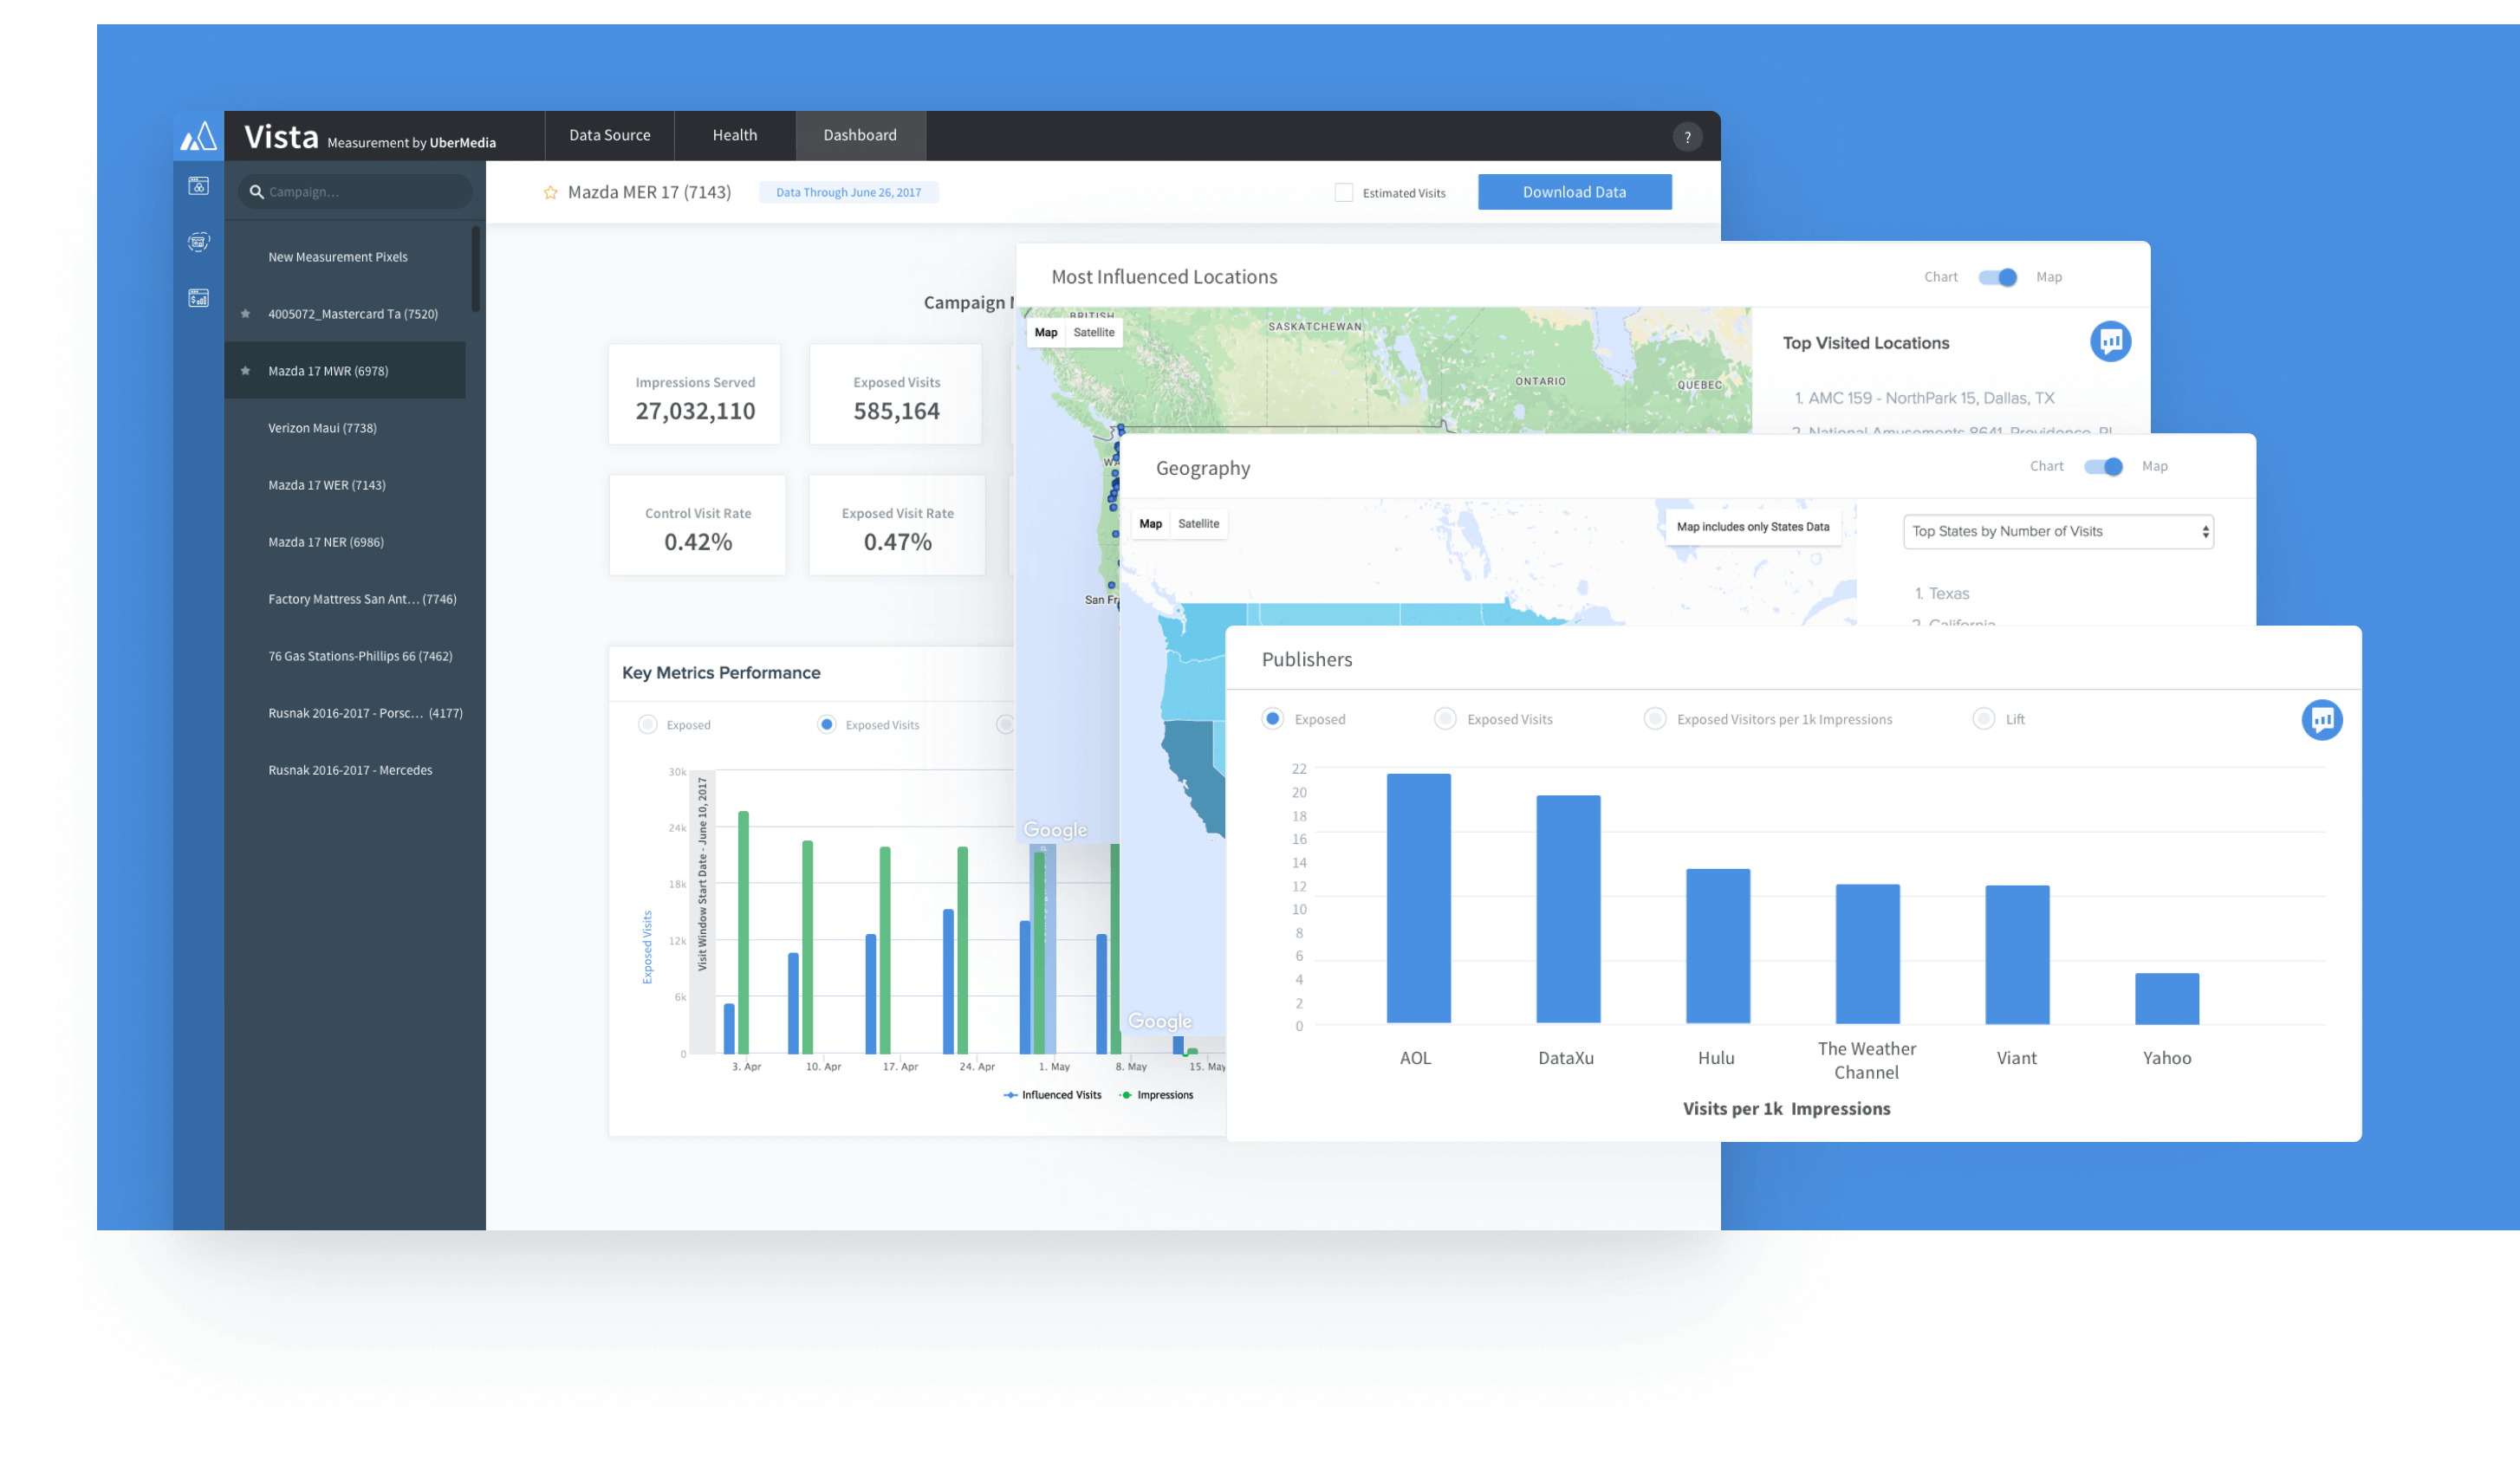 Vista Measurement by UberMedia
Data Source
Health
Dashboard
?
Campaign...
New Measurement Pixels
4005072_Mastercard Ta (7520)
Mazda 17 MWR (6978)
Verizon Maui (7738)
Mazda 17 WER (7143)
Mazda 17 NER (6986)
Factory Mattress San Ant... (7746)
76 Gas Stations-Phillips 66 (7462)
Rusnak 2016-2017 - Porsc... (4177)
Rusnak 2016-2017 - Mercedes
Mazda MER 17 (7143)
Data Through June 26, 2017
Estimated Visits
Download Data
Campaign
Impressions Served
27,032,110
Exposed Visits
585,164
Control Visit Rate
0.42%
Exposed Visit Rate
0.47%
Key Metrics Performance
Exposed
Exposed Visits
30k
24k
18k
12k
6k
0
Exposed Visits
Visit Window Start Date - June 10, 2017
3. Apr
10. Apr
17. Apr
24. Apr
1. May
8. May
15. May
Influenced Visits
Impressions
Most Influenced Locations
Chart
Map
Map
Satellite
BRITISH
SASKATCHEWAN
ONTARIO
QUEBEC
WA
San Fr
Google
Top Visited Locations
1. AMC 159 - NorthPark 15, Dallas, TX
2. National Amusements 8641, Providence, RI
Geography
Chart
Map
Map
Satellite
Map includes only States Data
Top States by Number of Visits
1. Texas
2. California
Google
Publishers
Exposed
Exposed Visits
Exposed Visitors per 1k Impressions
Lift
22
20
18
16
14
12
10
8
6
4
2
0
AOL
DataXu
Hulu
The Weather
Channel
Viant
Yahoo
Visits per 1k Impressions